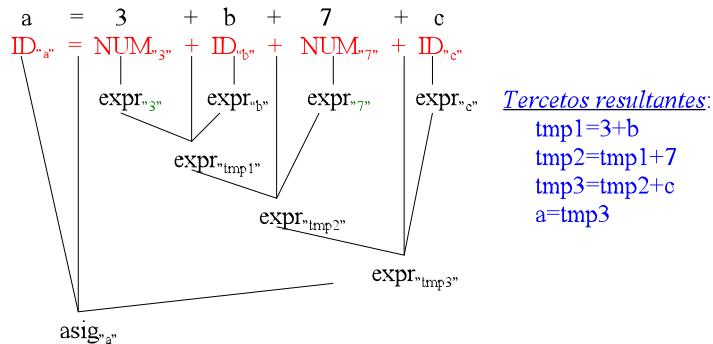 a = 3 + b + 7 + c
ID"a" = NUM"3" + ID"b" + NUM"7" + ID"c"
expr"3" expr"b" expr"7" expr"c"
Tercetos resultantes:
tmp1=3+b
expr"tmp1"
tmp2=tmp1+7
tmp3=tmp2+c
expr"tmp2"
a=tmp3
expr"tmp3"
asig"a"